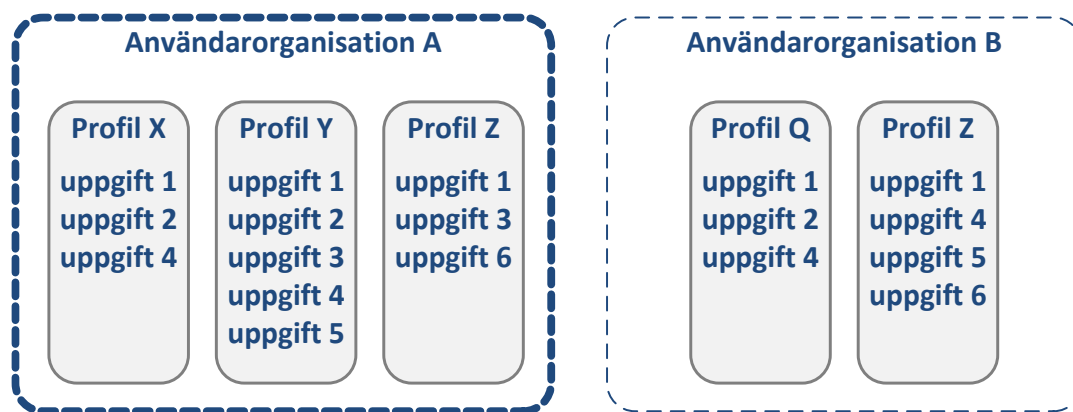 Användarorganisation A
Profil X
uppgift 1
uppgift 2
uppgift 4
Profil Y
uppgift 1
uppgift 2
uppgift 3
uppgift 4
uppgift 5
Profil Z
uppgift 1
uppgift 3
uppgift 6
Användarorganisation B
Profil Q
uppgift 1
uppgift 2
uppgift 4
Profil Z
uppgift 1
uppgift 4
uppgift 5
uppgift 6